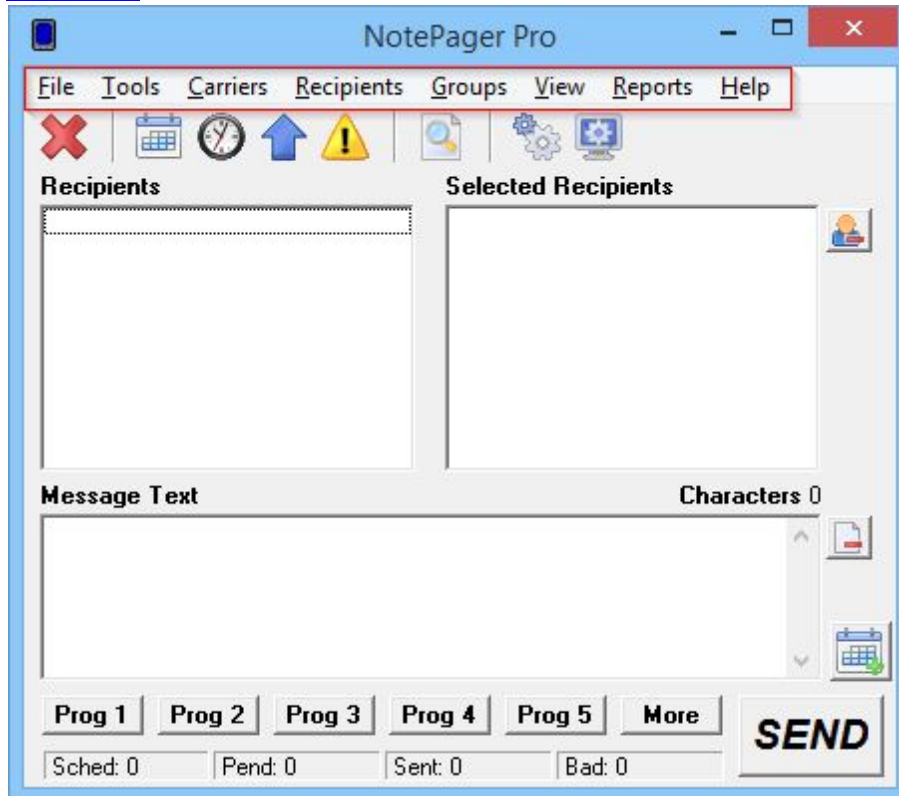 NotePager Pro
File Tools Carriers Recipients Groups View Reports Help
Recipients Selected Recipients
Message Text Characters 0
Prog 1 Prog 2 Prog 3 Prog 4 Prog 5 More SEND
Sched: 0 Pend: 0 Sent: 0 Bad: 0